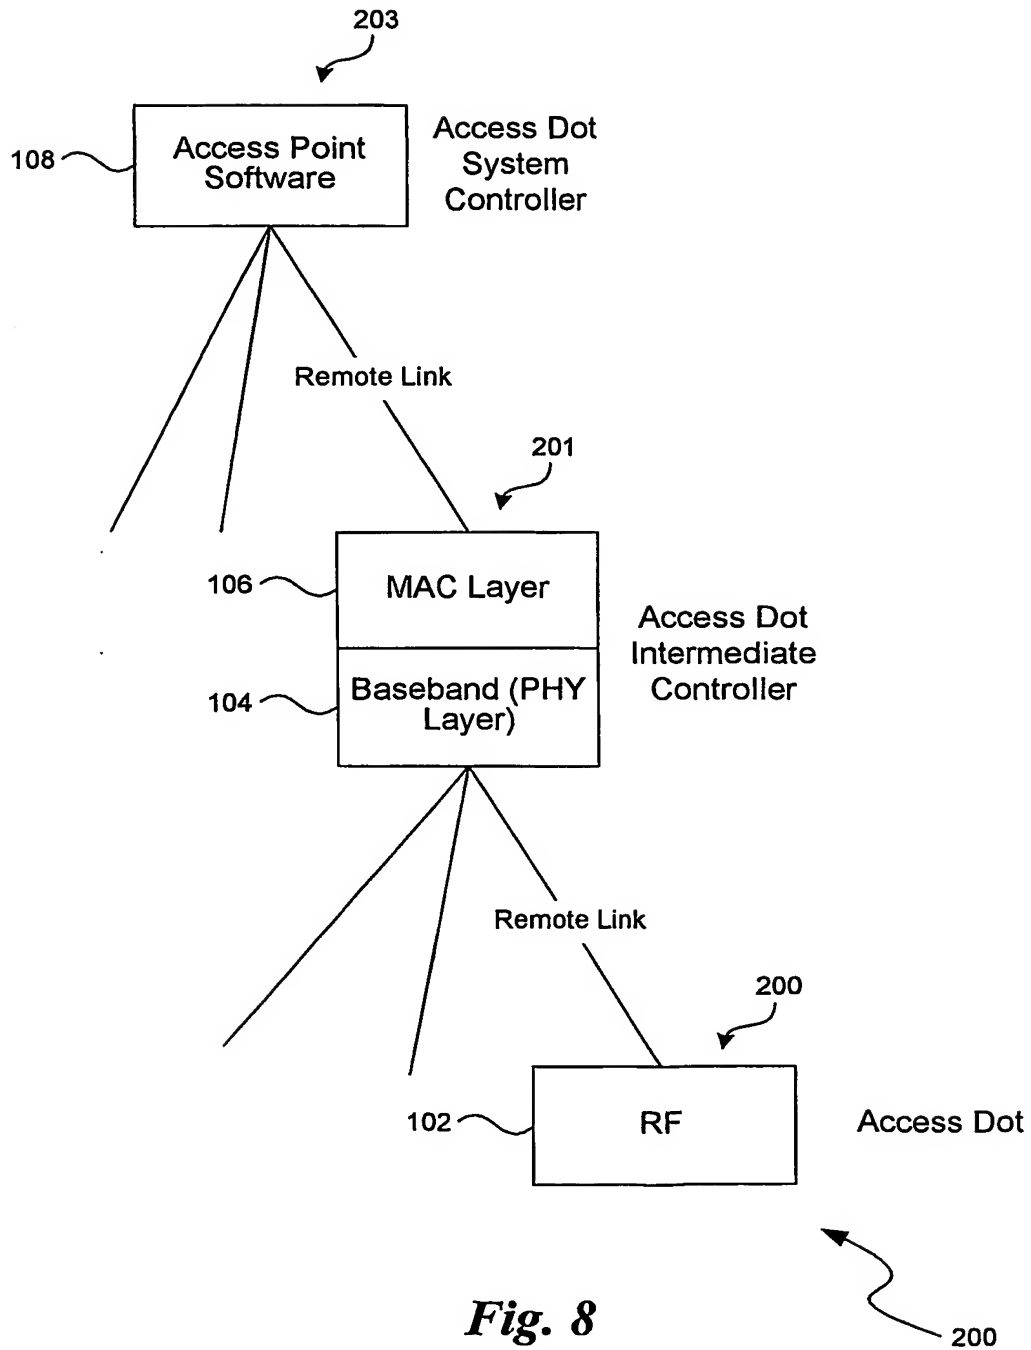 203
108
Access Point
Software
Access Dot
System
Controller
Remote Link
201
106
MAC Layer
104
Baseband (PHY
Layer)
Access Dot
Intermediate
Controller
Remote Link
200
102
RF
Access Dot
Fig. 8
200